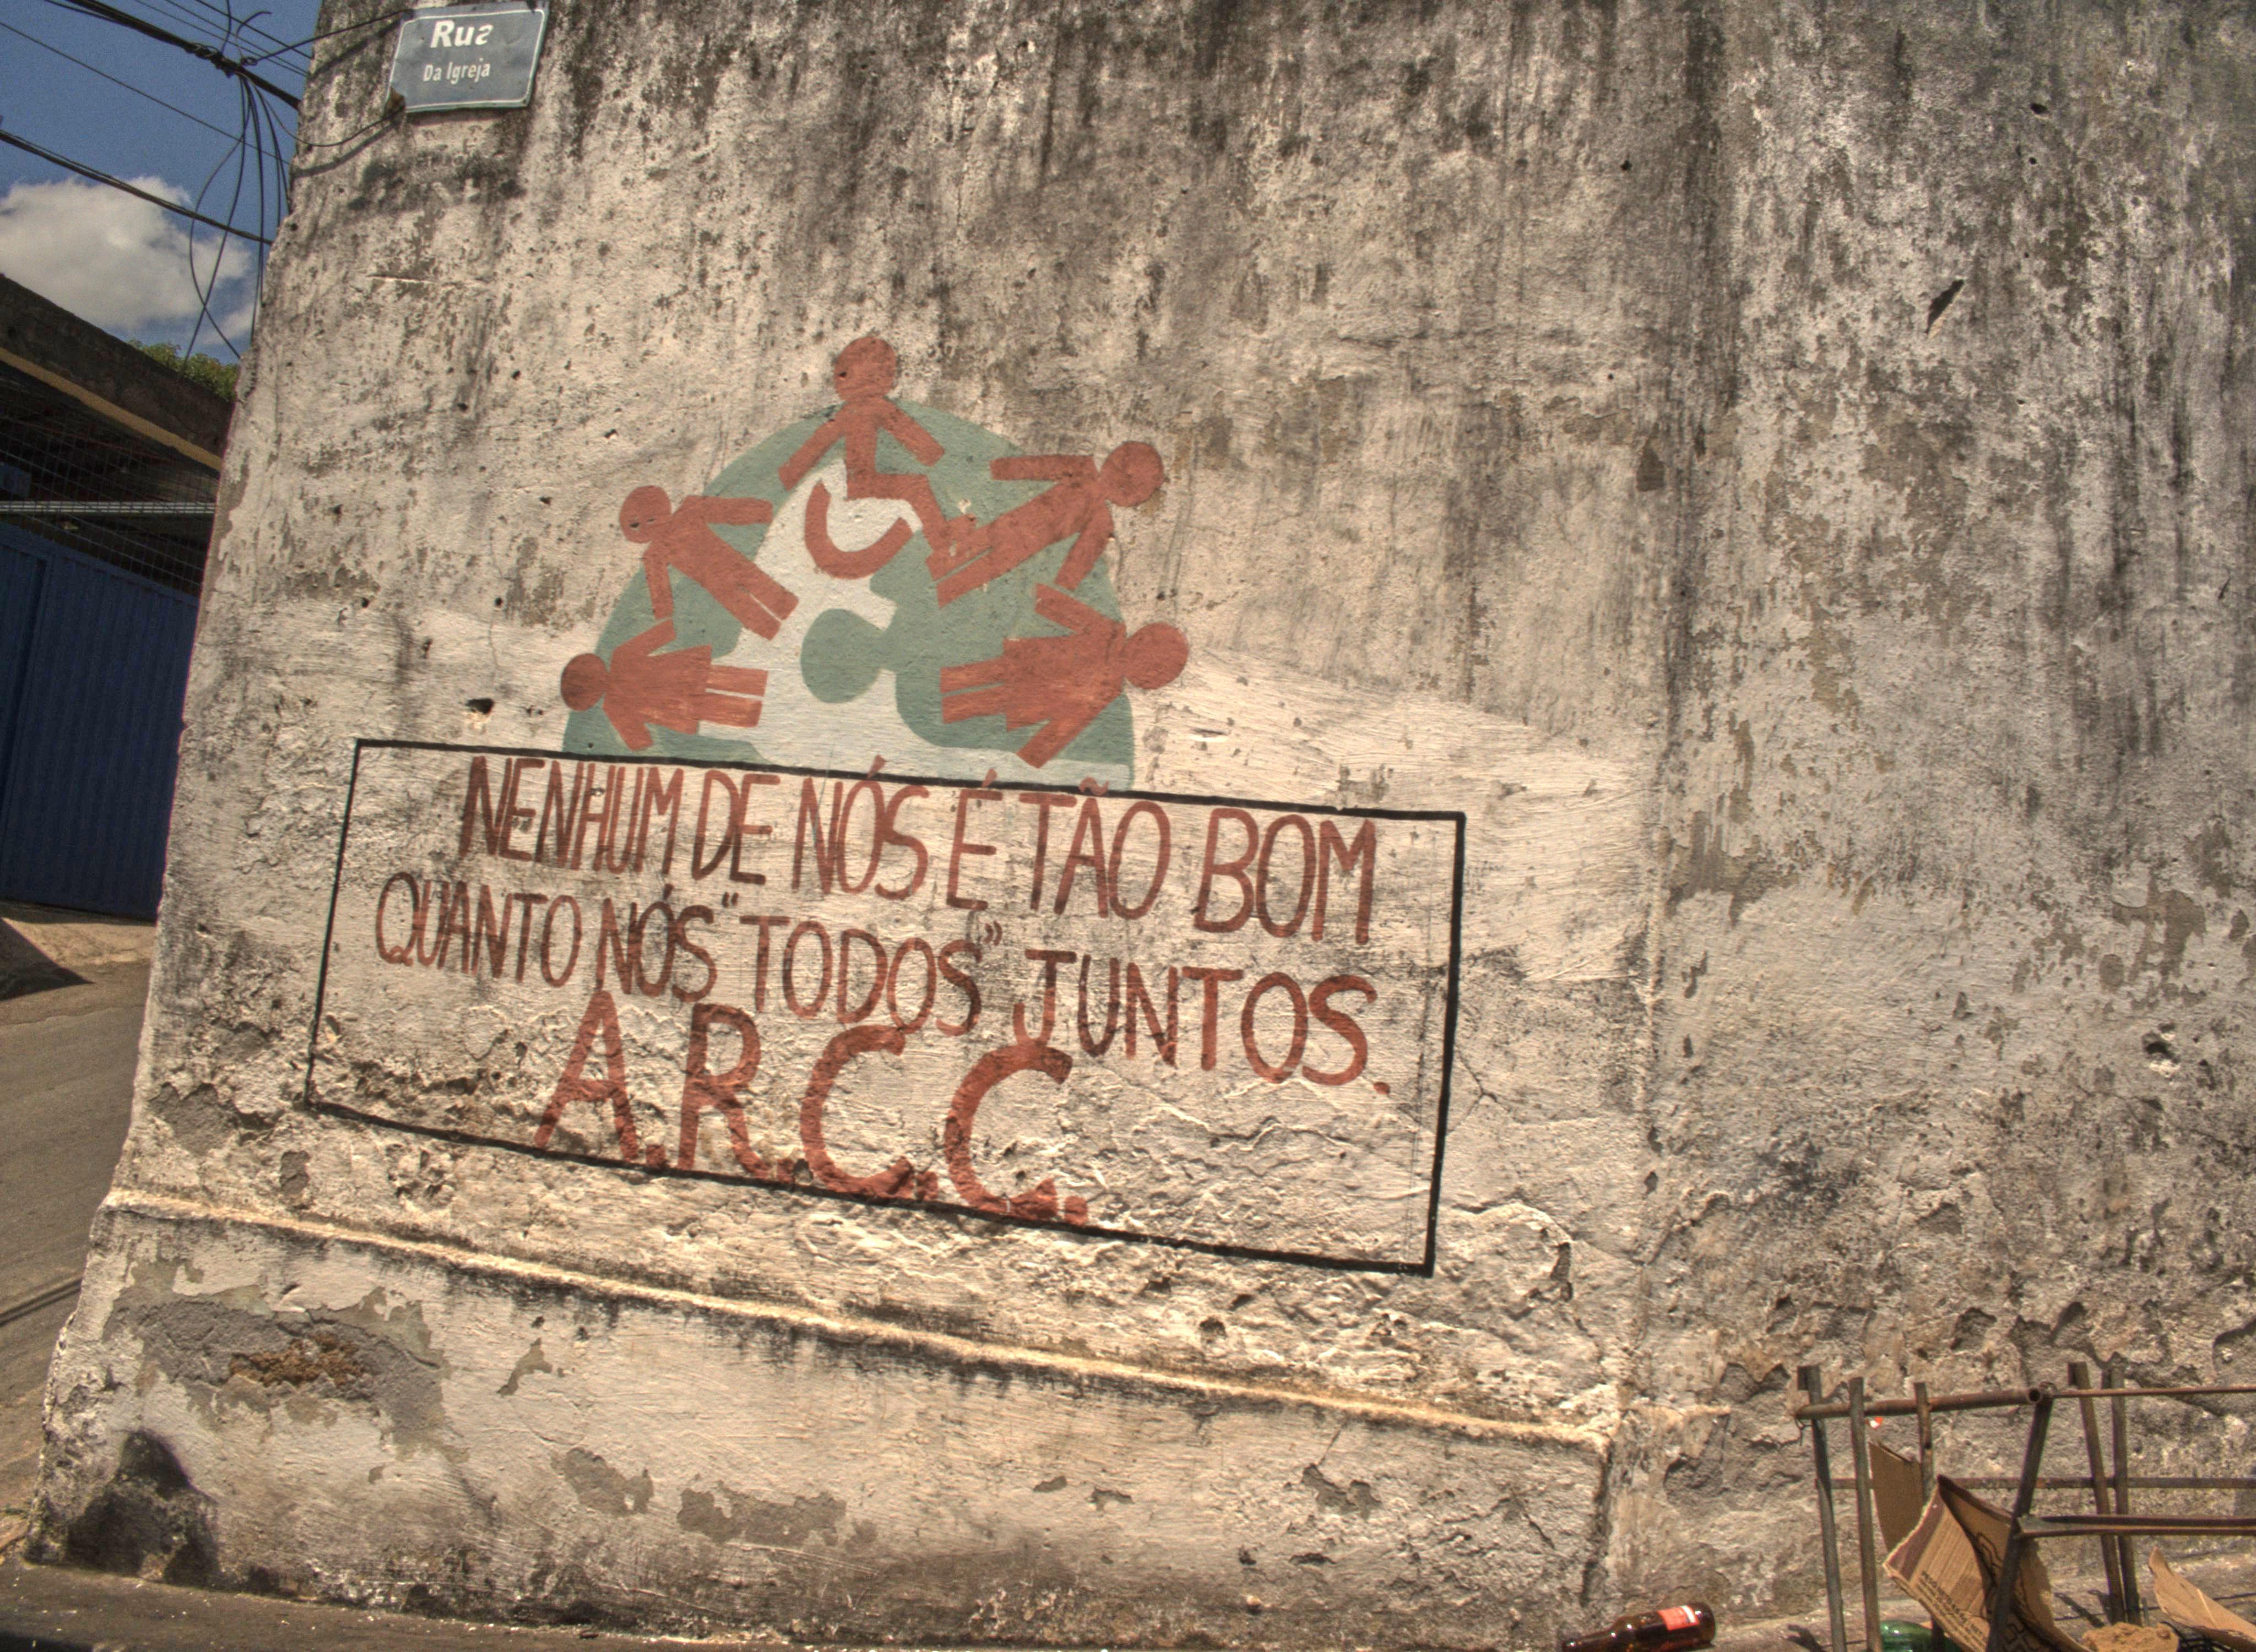 Rua
Da Igreja
NENHUM DE NÓS É TÃO BOM
QUANTO NÓS "TODOS" JUNTOS.
A.R.C.C.